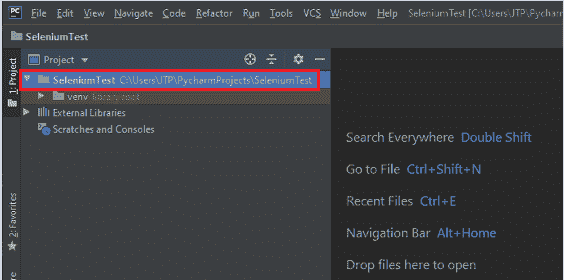 PC File Edit View Navigate Code Refactor Run Tools VCS Window Help SeleniumTest [C:\Users\JTP\Pycharm
SeleniumTest
1: Project
Project
SeleniumTest C:\Users\JTP\PycharmProjects\SeleniumTest
venv library root
External Libraries
Scratches and Consoles
2: Favorites
Search Everywhere Double Shift
Go to File Ctrl+Shift+N
Recent Files Ctrl+E
Navigation Bar Alt+Home
Drop files here to open